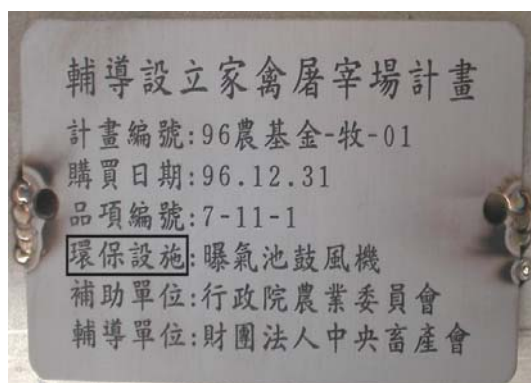 輔導設立家禽屠宰場計畫
計畫編號:96農基金-牧-01
購買日期:96.12.31
品項編號:7-11-1
環保設施:曝氣池鼓風機
補助單位:行政院農業委員會
輔導單位:財團法人中央畜產會